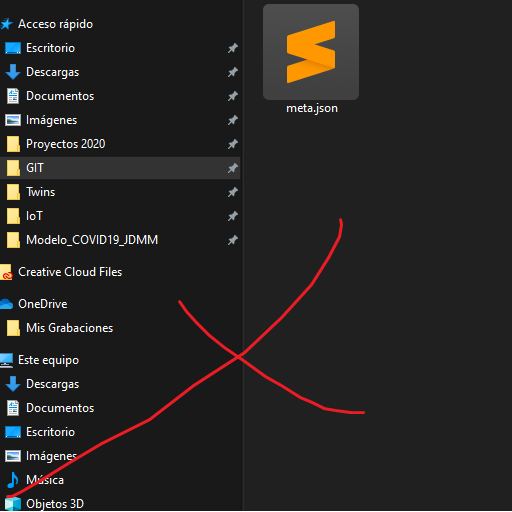 Acceso rápido
Escritorio
Descargas
Documentos
Imágenes
Proyectos 2020
GIT
Twins
IoT
Modelo_COVID19_JDMM
Creative Cloud Files
OneDrive
Mis Grabaciones
Este equipo
Descargas
Documentos
Escritorio
Imágenes
Música
Objetos 3D
meta.json